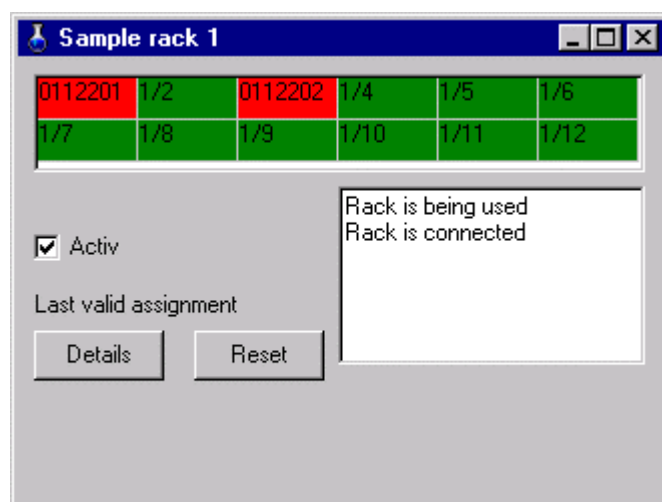 Sample rack 1
0112201 1/2 0112202 1/4 1/5 1/6
1/7 1/8 1/9 1/10 1/11 1/12
Rack is being used
Rack is connected
Activ
Last valid assignment
Details Reset